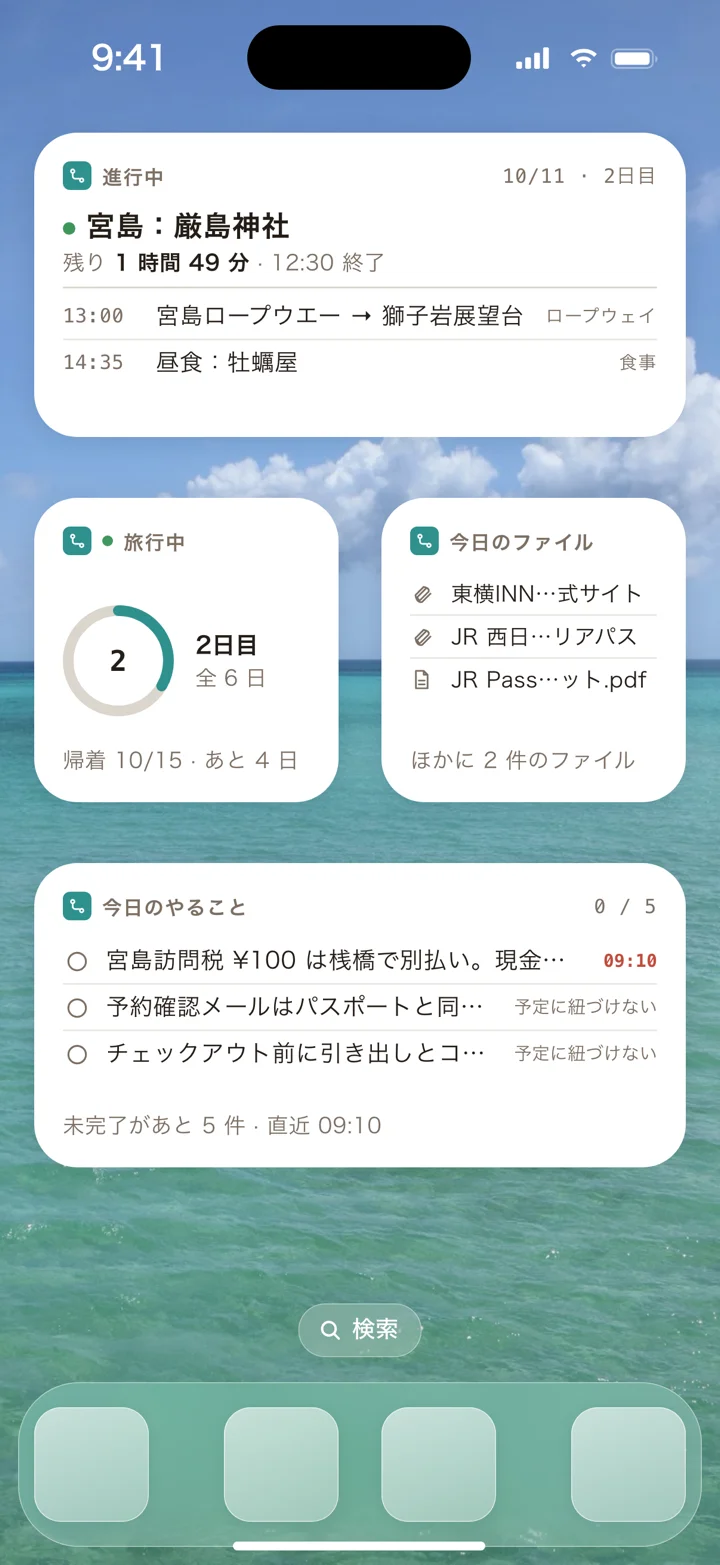 9:41
進行中 10/11 · 2日目
宮島：厳島神社
残り 1 時間 49 分 · 12:30 終了
13:00 宮島ロープウエー → 獅子岩展望台 ロープウェイ
14:35 昼食：牡蠣屋 食事
旅行中
2
2日目
全 6 日
帰着 10/15 · あと 4 日
今日のファイル
東横INN…式サイト
JR 西日…リアパス
JR Pass…ット.pdf
ほかに 2 件のファイル
今日のやること 0 / 5
宮島訪問税 ¥100 は桟橋で別払い。現金… 09:10
予約確認メールはパスポートと同… 予定に紐づけない
チェックアウト前に引き出しとコ… 予定に紐づけない
未完了があと 5 件 · 直近 09:10
検索